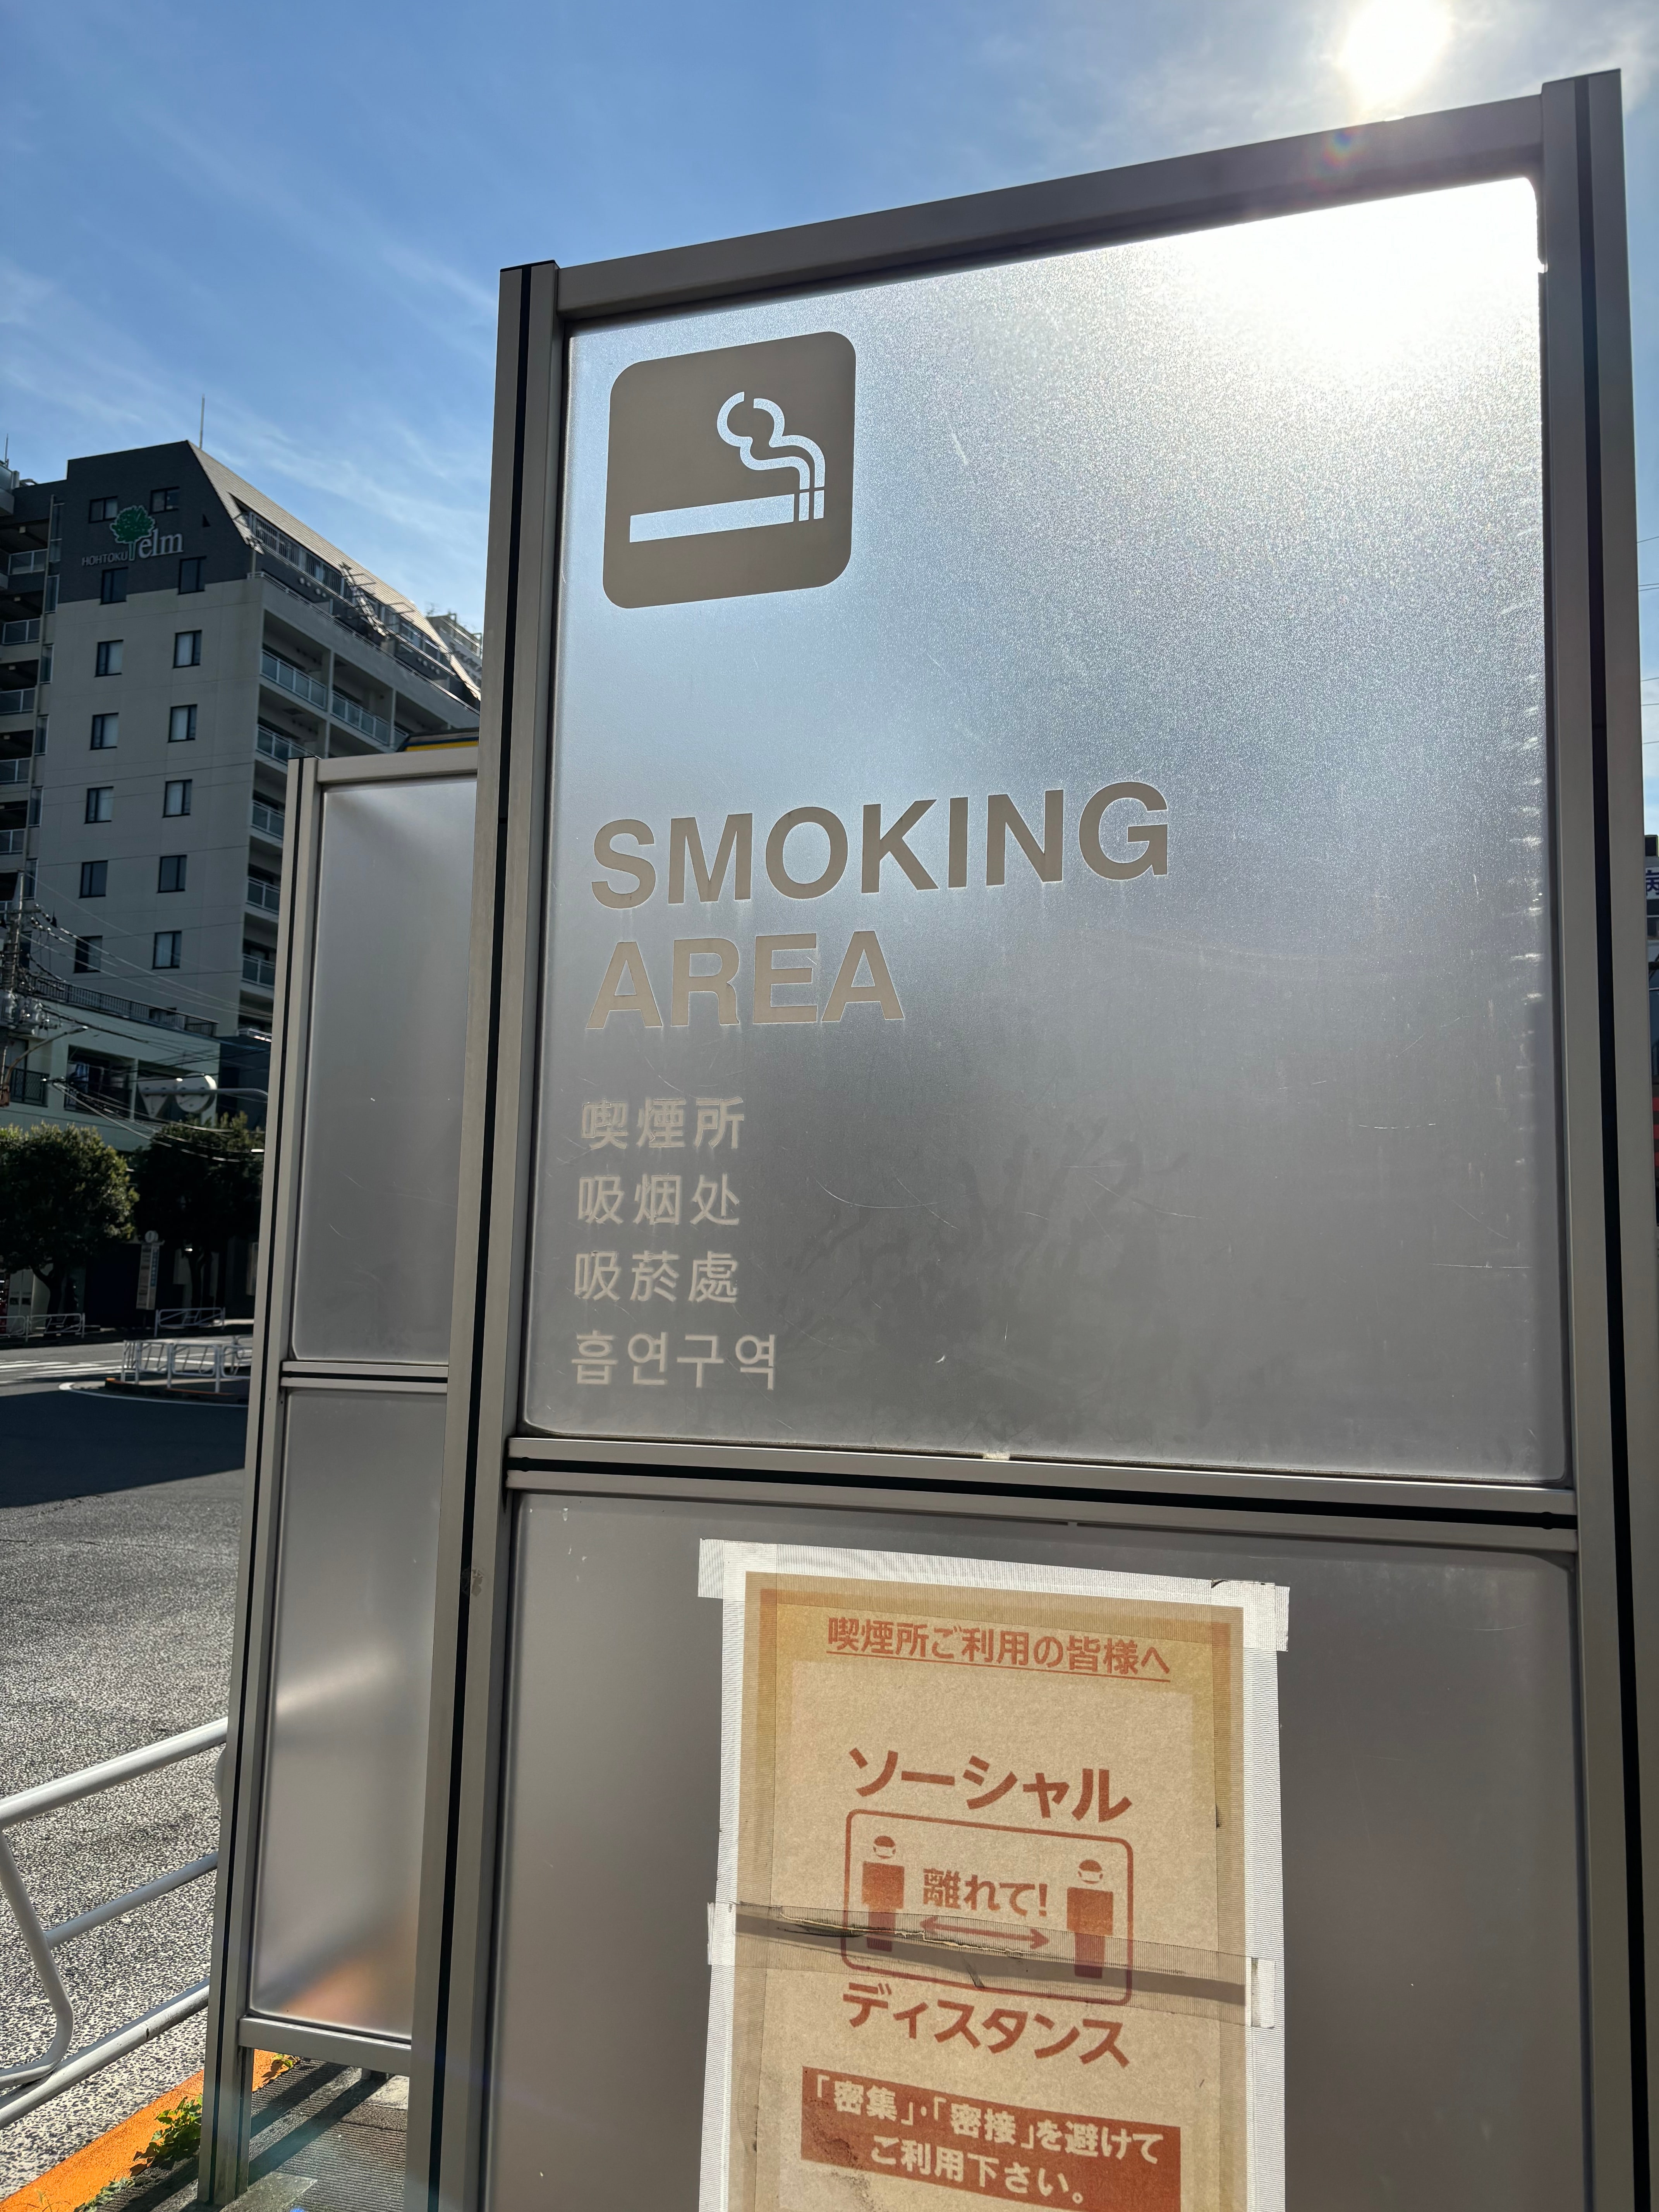 HOHTOKU elm
SMOKING
AREA
喫煙所
吸烟处
吸菸處
흡연구역
喫煙所ご利用の皆様へ
ソーシャル
離れて!
ディスタンス
「密集」・「密接」を避けて
ご利用下さい。